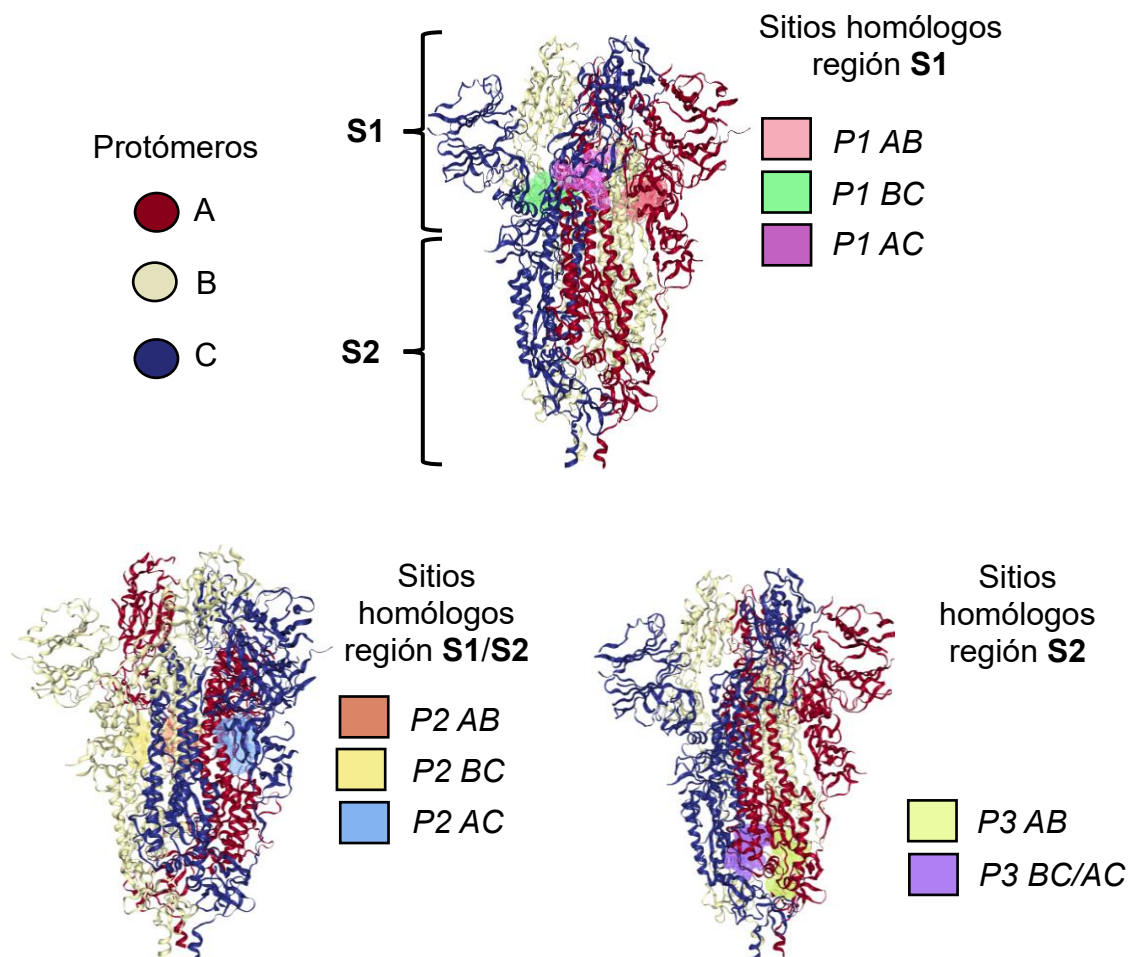 Protómeros
A
B
C
S1
S2
Sitios homólogos
región S1
P1 AB
P1 BC
P1 AC
Sitios
homólogos
región S1/S2
P2 AB
P2 BC
P2 AC
Sitios
homólogos
región S2
P3 AB
P3 BC/AC